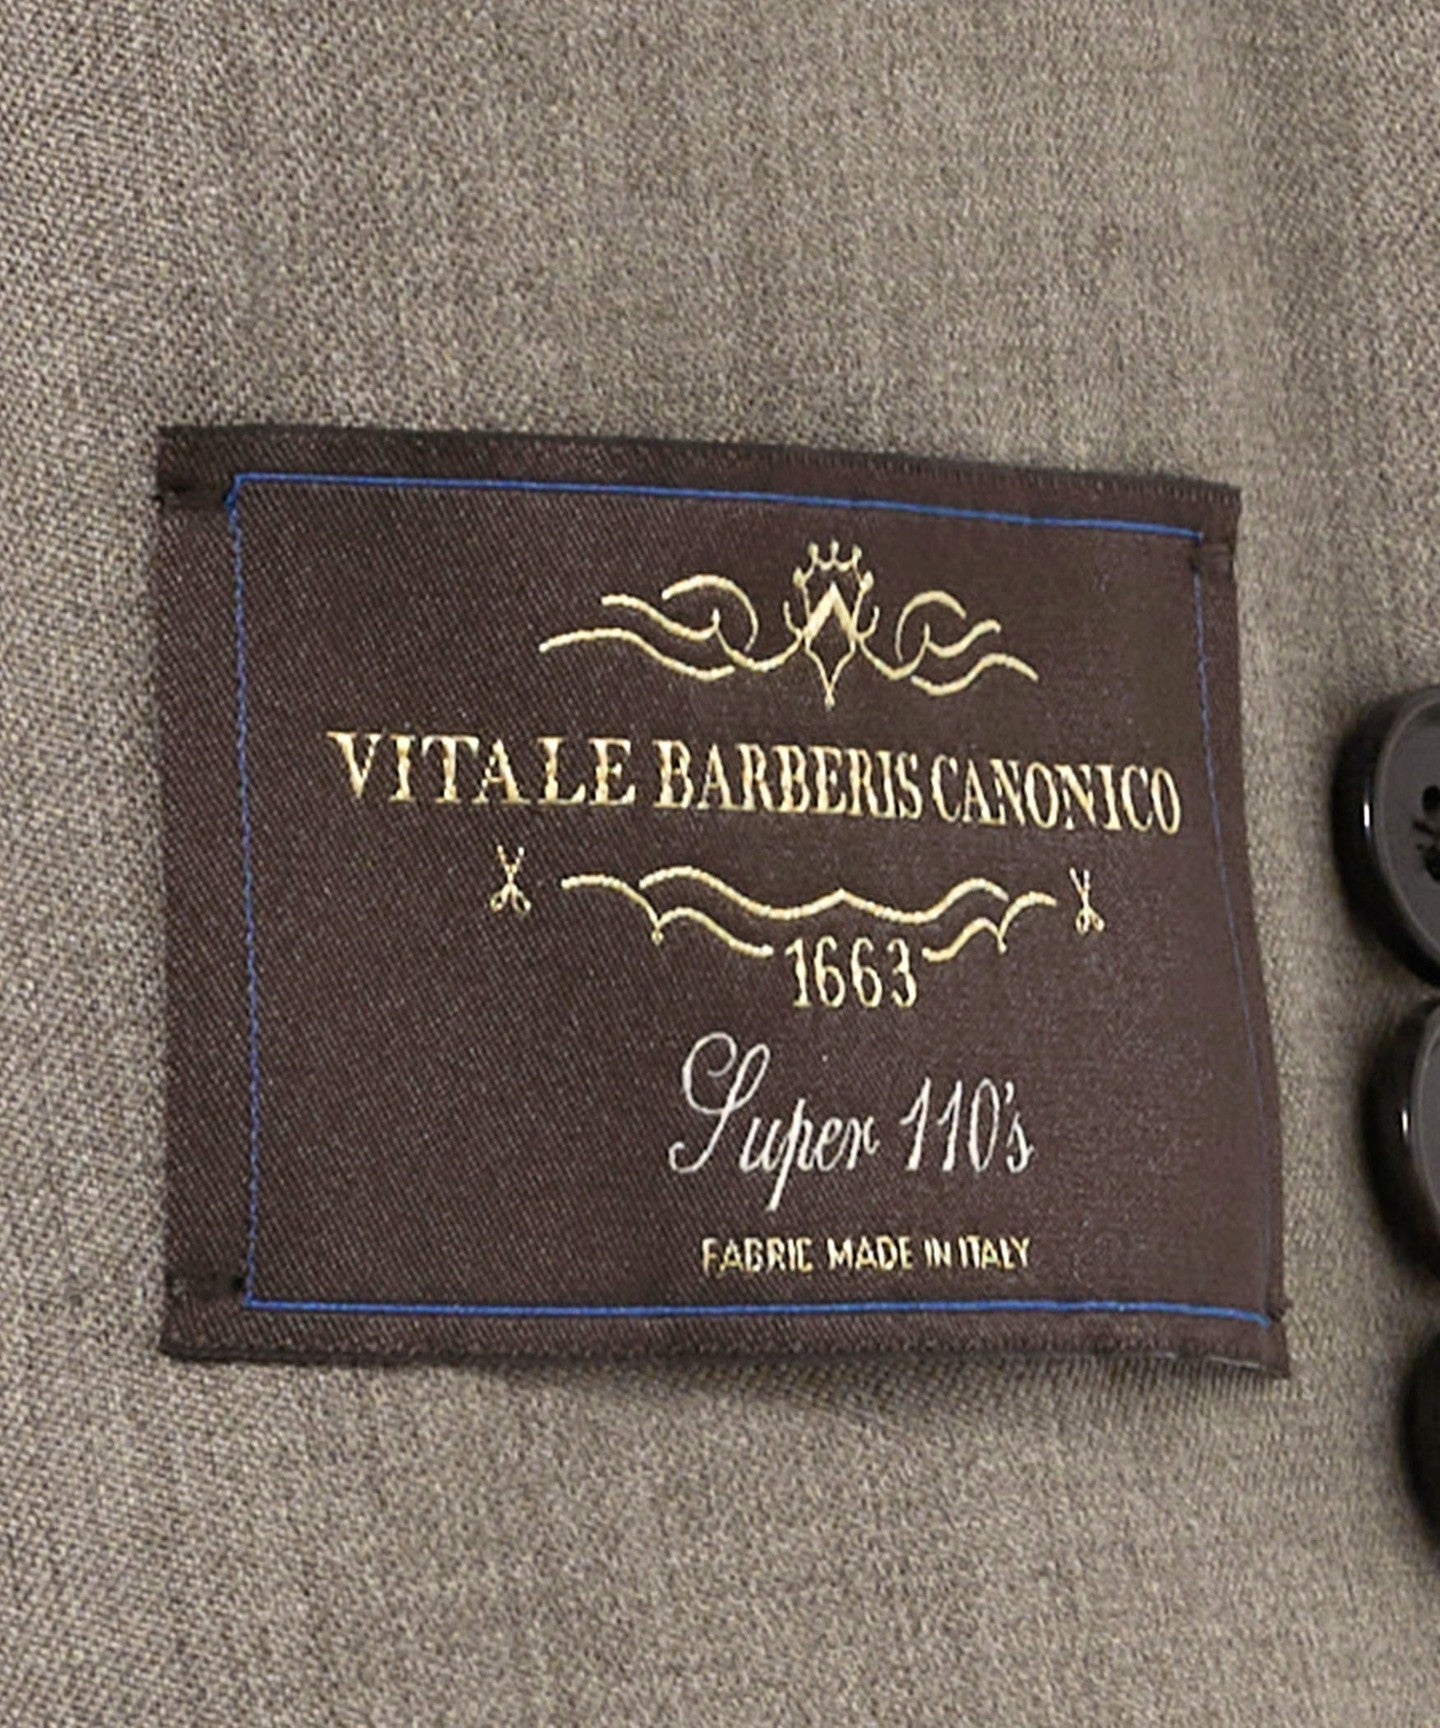 VITALE BARBERIS CANONICO
1663
Super 110's
FABRIC MADE IN ITALY